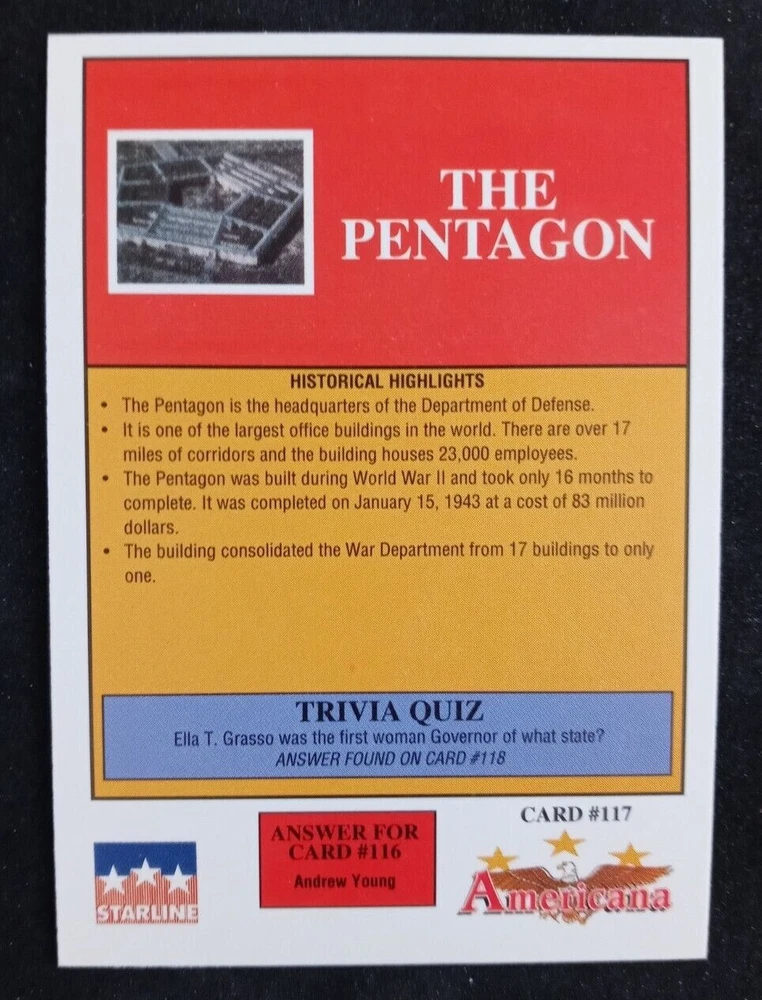 THE
PENTAGON
HISTORICAL HIGHLIGHTS
• The Pentagon is the headquarters of the Department of Defense.
• It is one of the largest office buildings in the world. There are over 17
miles of corridors and the building houses 23,000 employees.
• The Pentagon was built during World War II and took only 16 months to
complete. It was completed on January 15, 1943 at a cost of 83 million
dollars.
• The building consolidated the War Department from 17 buildings to only
one.
TRIVIA QUIZ
Ella T. Grasso was the first woman Governor of what state?
ANSWER FOUND ON CARD #118
CARD #117
ANSWER FOR
CARD #116
Andrew Young
STARLINE
Americana